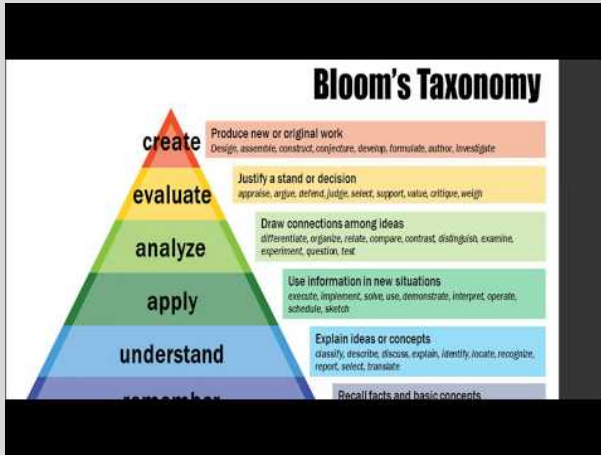 Bloom's Taxonomy
create
Produce new or original work
Design, assemble, construct, conjecture, develop, formulate, author, investigate
evaluate
Justify a stand or decision
appraise, argue, defend, judge, select, support, value, critique, weigh
analyze
Draw connections among ideas
differentiate, organize, relate, compare, contrast, distinguish, examine,
experiment, question, test
apply
Use information in new situations
execute, implement, solve, use, demonstrate, interpret, operate,
schedule, sketch
understand
Explain ideas or concepts
classify, describe, discuss, explain, identify, locate, recognize,
report, select, translate
remember
Recall facts and basic concepts